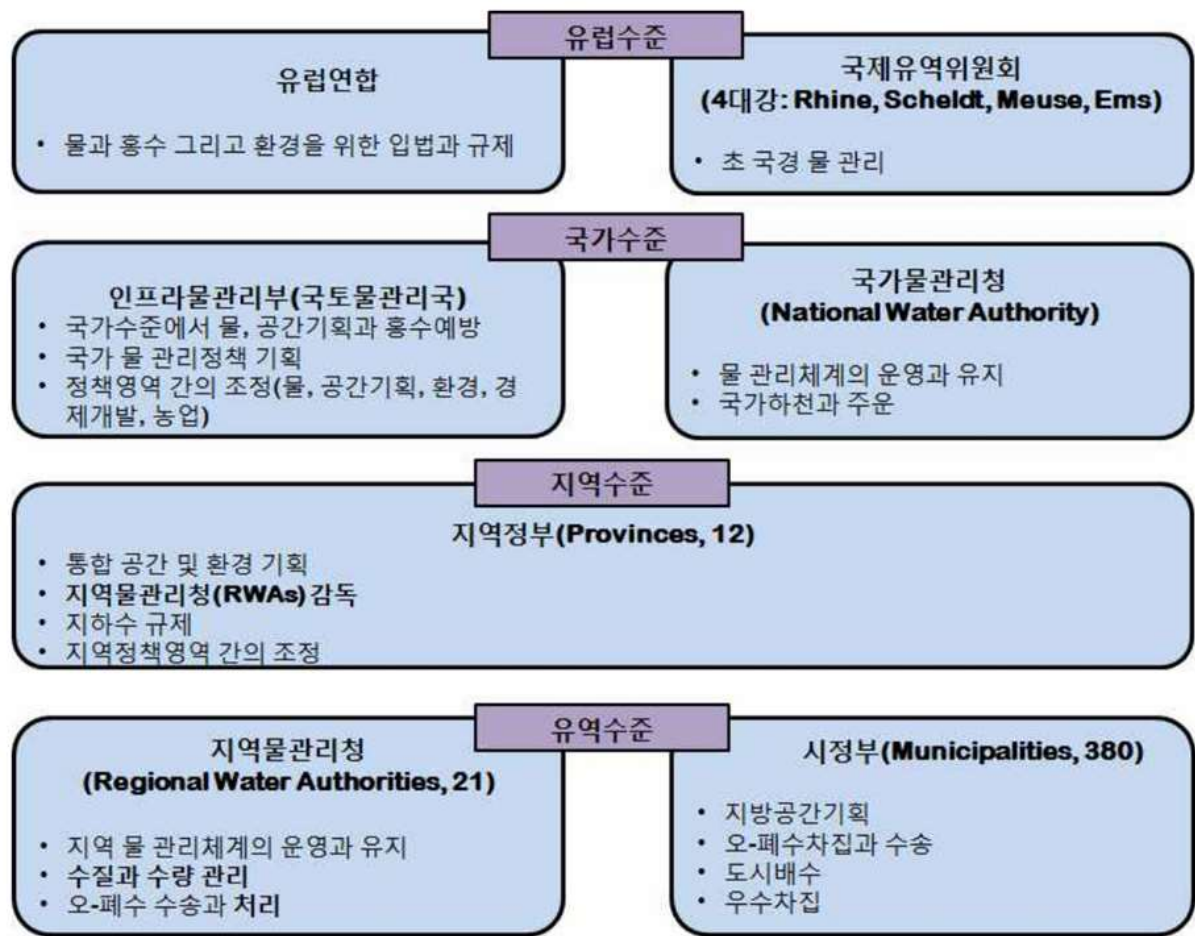 유럽수준
유럽연합
• 물과 홍수 그리고 환경을 위한 입법과 규제
국제유역위원회
(4대강: Rhine, Scheldt, Meuse, Ems)
• 초 국경 물 관리
국가수준
인프라물관리부(국토물관리국)
• 국가수준에서 물, 공간기획과 홍수예방
• 국가 물 관리정책 기획
• 정책영역 간의 조정(물, 공간기획, 환경, 경
제개발, 농업)
국가물관리청
(National Water Authority)
• 물 관리체계의 운영과 유지
• 국가하천과 주운
지역수준
지역정부(Provinces, 12)
• 통합 공간 및 환경 기획
• 지역물관리청(RWAs) 감독
• 지하수 규제
• 지역정책영역 간의 조정
유역수준
지역물관리청
(Regional Water Authorities, 21)
• 지역 물 관리체계의 운영과 유지
• 수질과 수량 관리
• 오-폐수 수송과 처리
시정부(Municipalities, 380)
• 지방공간기획
• 오-폐수차집과 수송
• 도시배수
• 우수차집